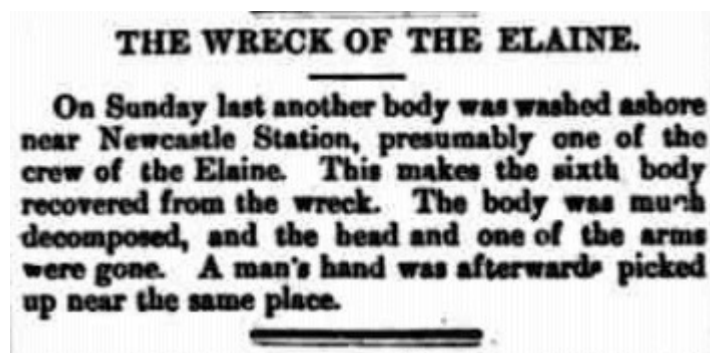 THE WRECK OF THE ELAINE.
On Sunday last another body was washed ashore
near Newcastle Station, presumably one of the
crew of the Elaine. This makes the sixth body
recovered from the wreck. The body was much
decomposed, and the head and one of the arms
were gone. A man's hand was afterwards picked
up near the same place.